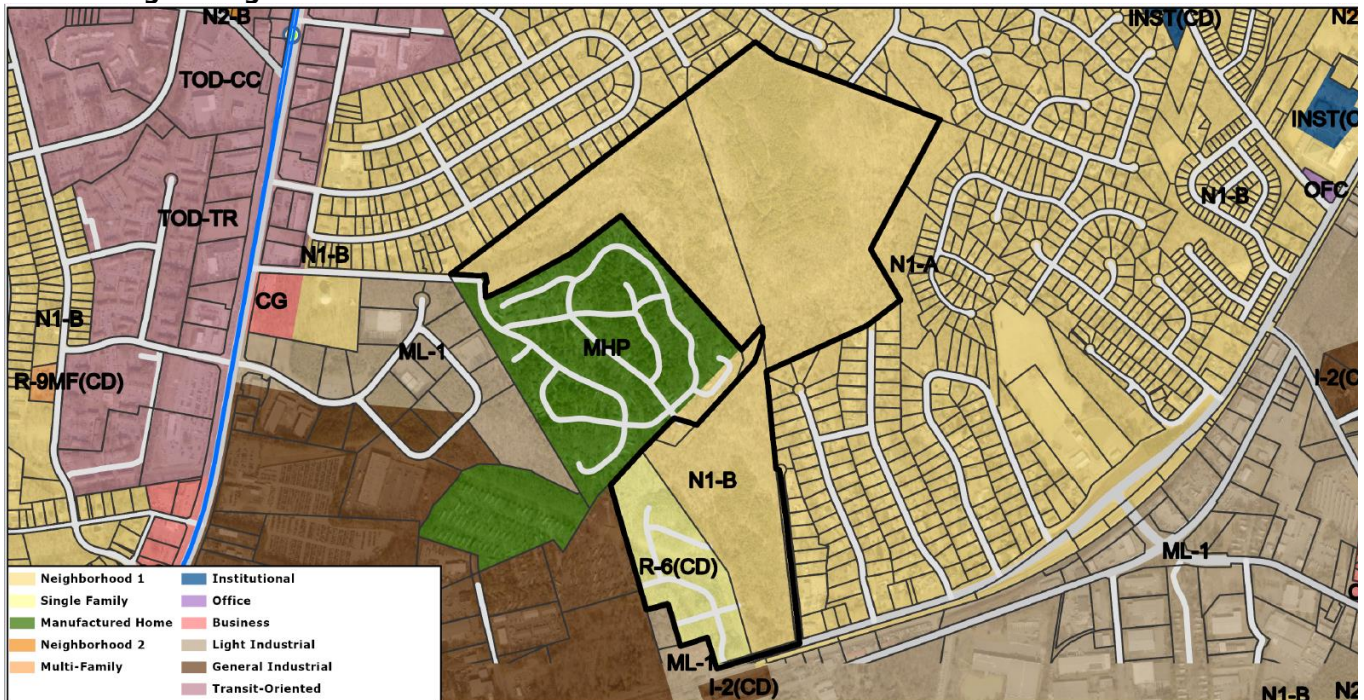 N2-B
INST(CD)
N2
TOD-CC
INST(C
TOD-TR
N1-B
OFC
N1-B
N1-A
CG
N1-B
ML-1
MHP
R-9MF(CD)
I-2(C
N1-B
ML-1
R-6(CD)
ML-1
I-2(CD)
N1-B
N2
Neighborhood 1
Single Family
Manufactured Home
Neighborhood 2
Multi-Family
Institutional
Office
Business
Light Industrial
General Industrial
Transit-Oriented